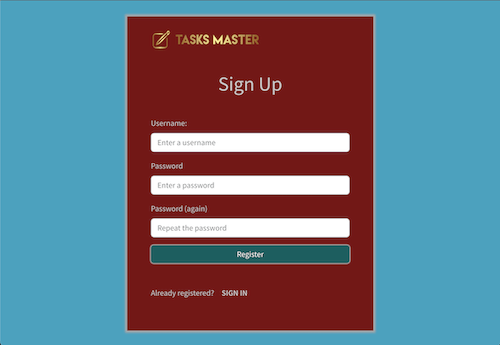 TASKS MASTER
Sign Up
Username:
Enter a username
Password
Enter a password
Password (again)
Repeat the password
Register
Already registered? SIGN IN